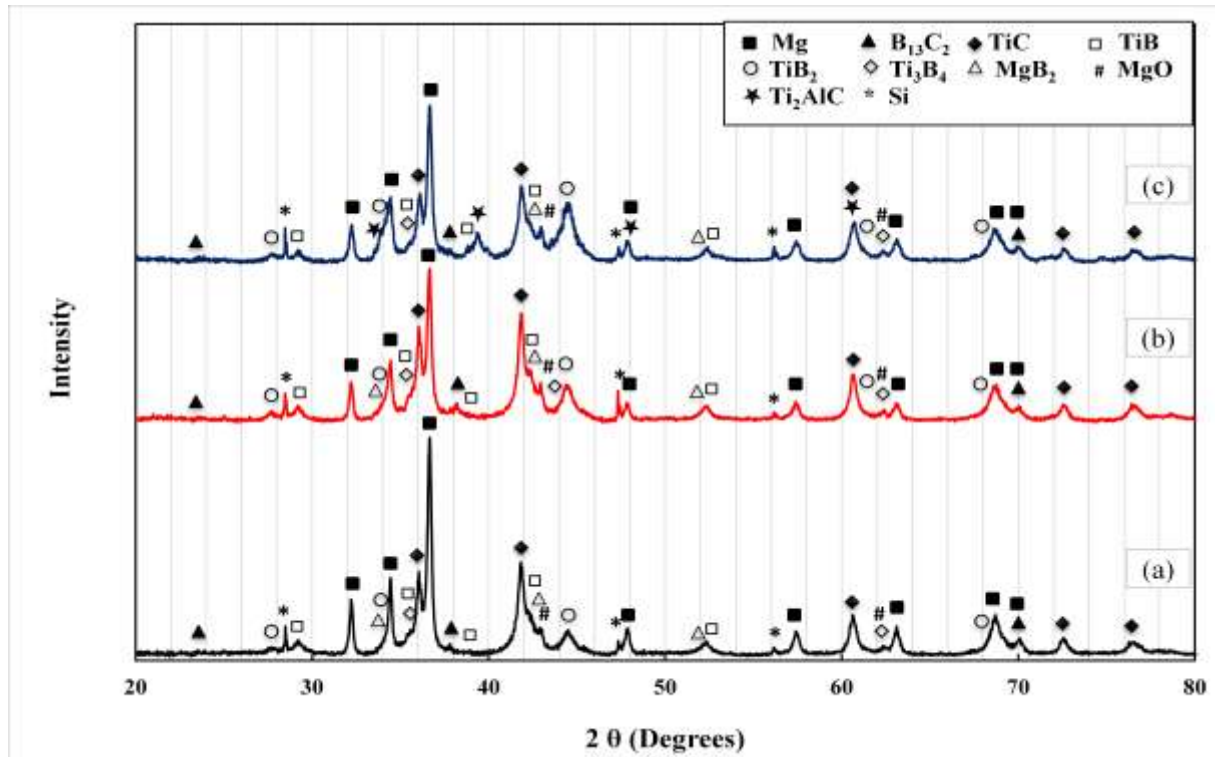 ■ Mg ▲ B₁₃C₂ ◆ TiC □ TiB
○ TiB₂ ◇ Ti₃B₄ △ MgB₂ # MgO
★ Ti₂AlC * Si
(c)
(b)
(a)
Intensity
20 30 40 50 60 70 80
2 θ (Degrees)